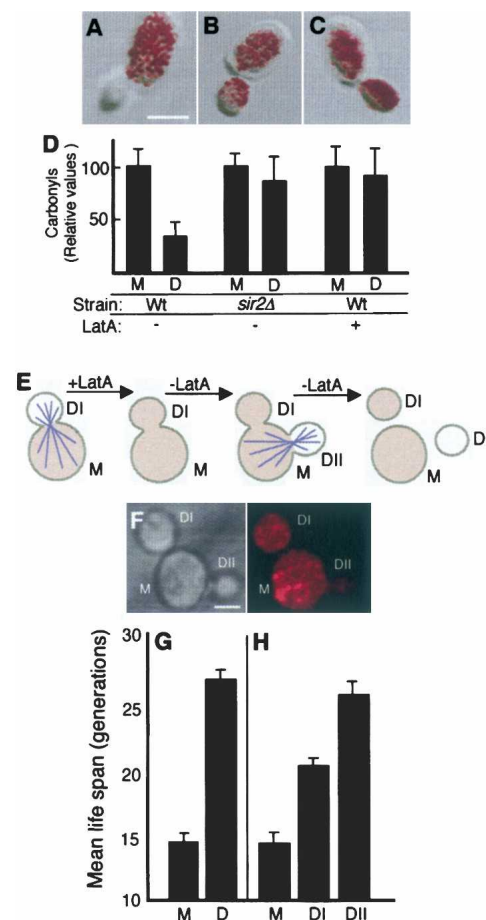 A
B
C
D
Carbonyls
(Relative values )
100
50
M D M D M D
Strain: Wt sir2Δ Wt
LatA: - - +
E
+LatA -LatA -LatA
DI DI DI DI
M M M DII M D
F
DI DI
DII DII
M M
30 G H
25
20
15
10
Mean life span (generations)
M D M DI DII